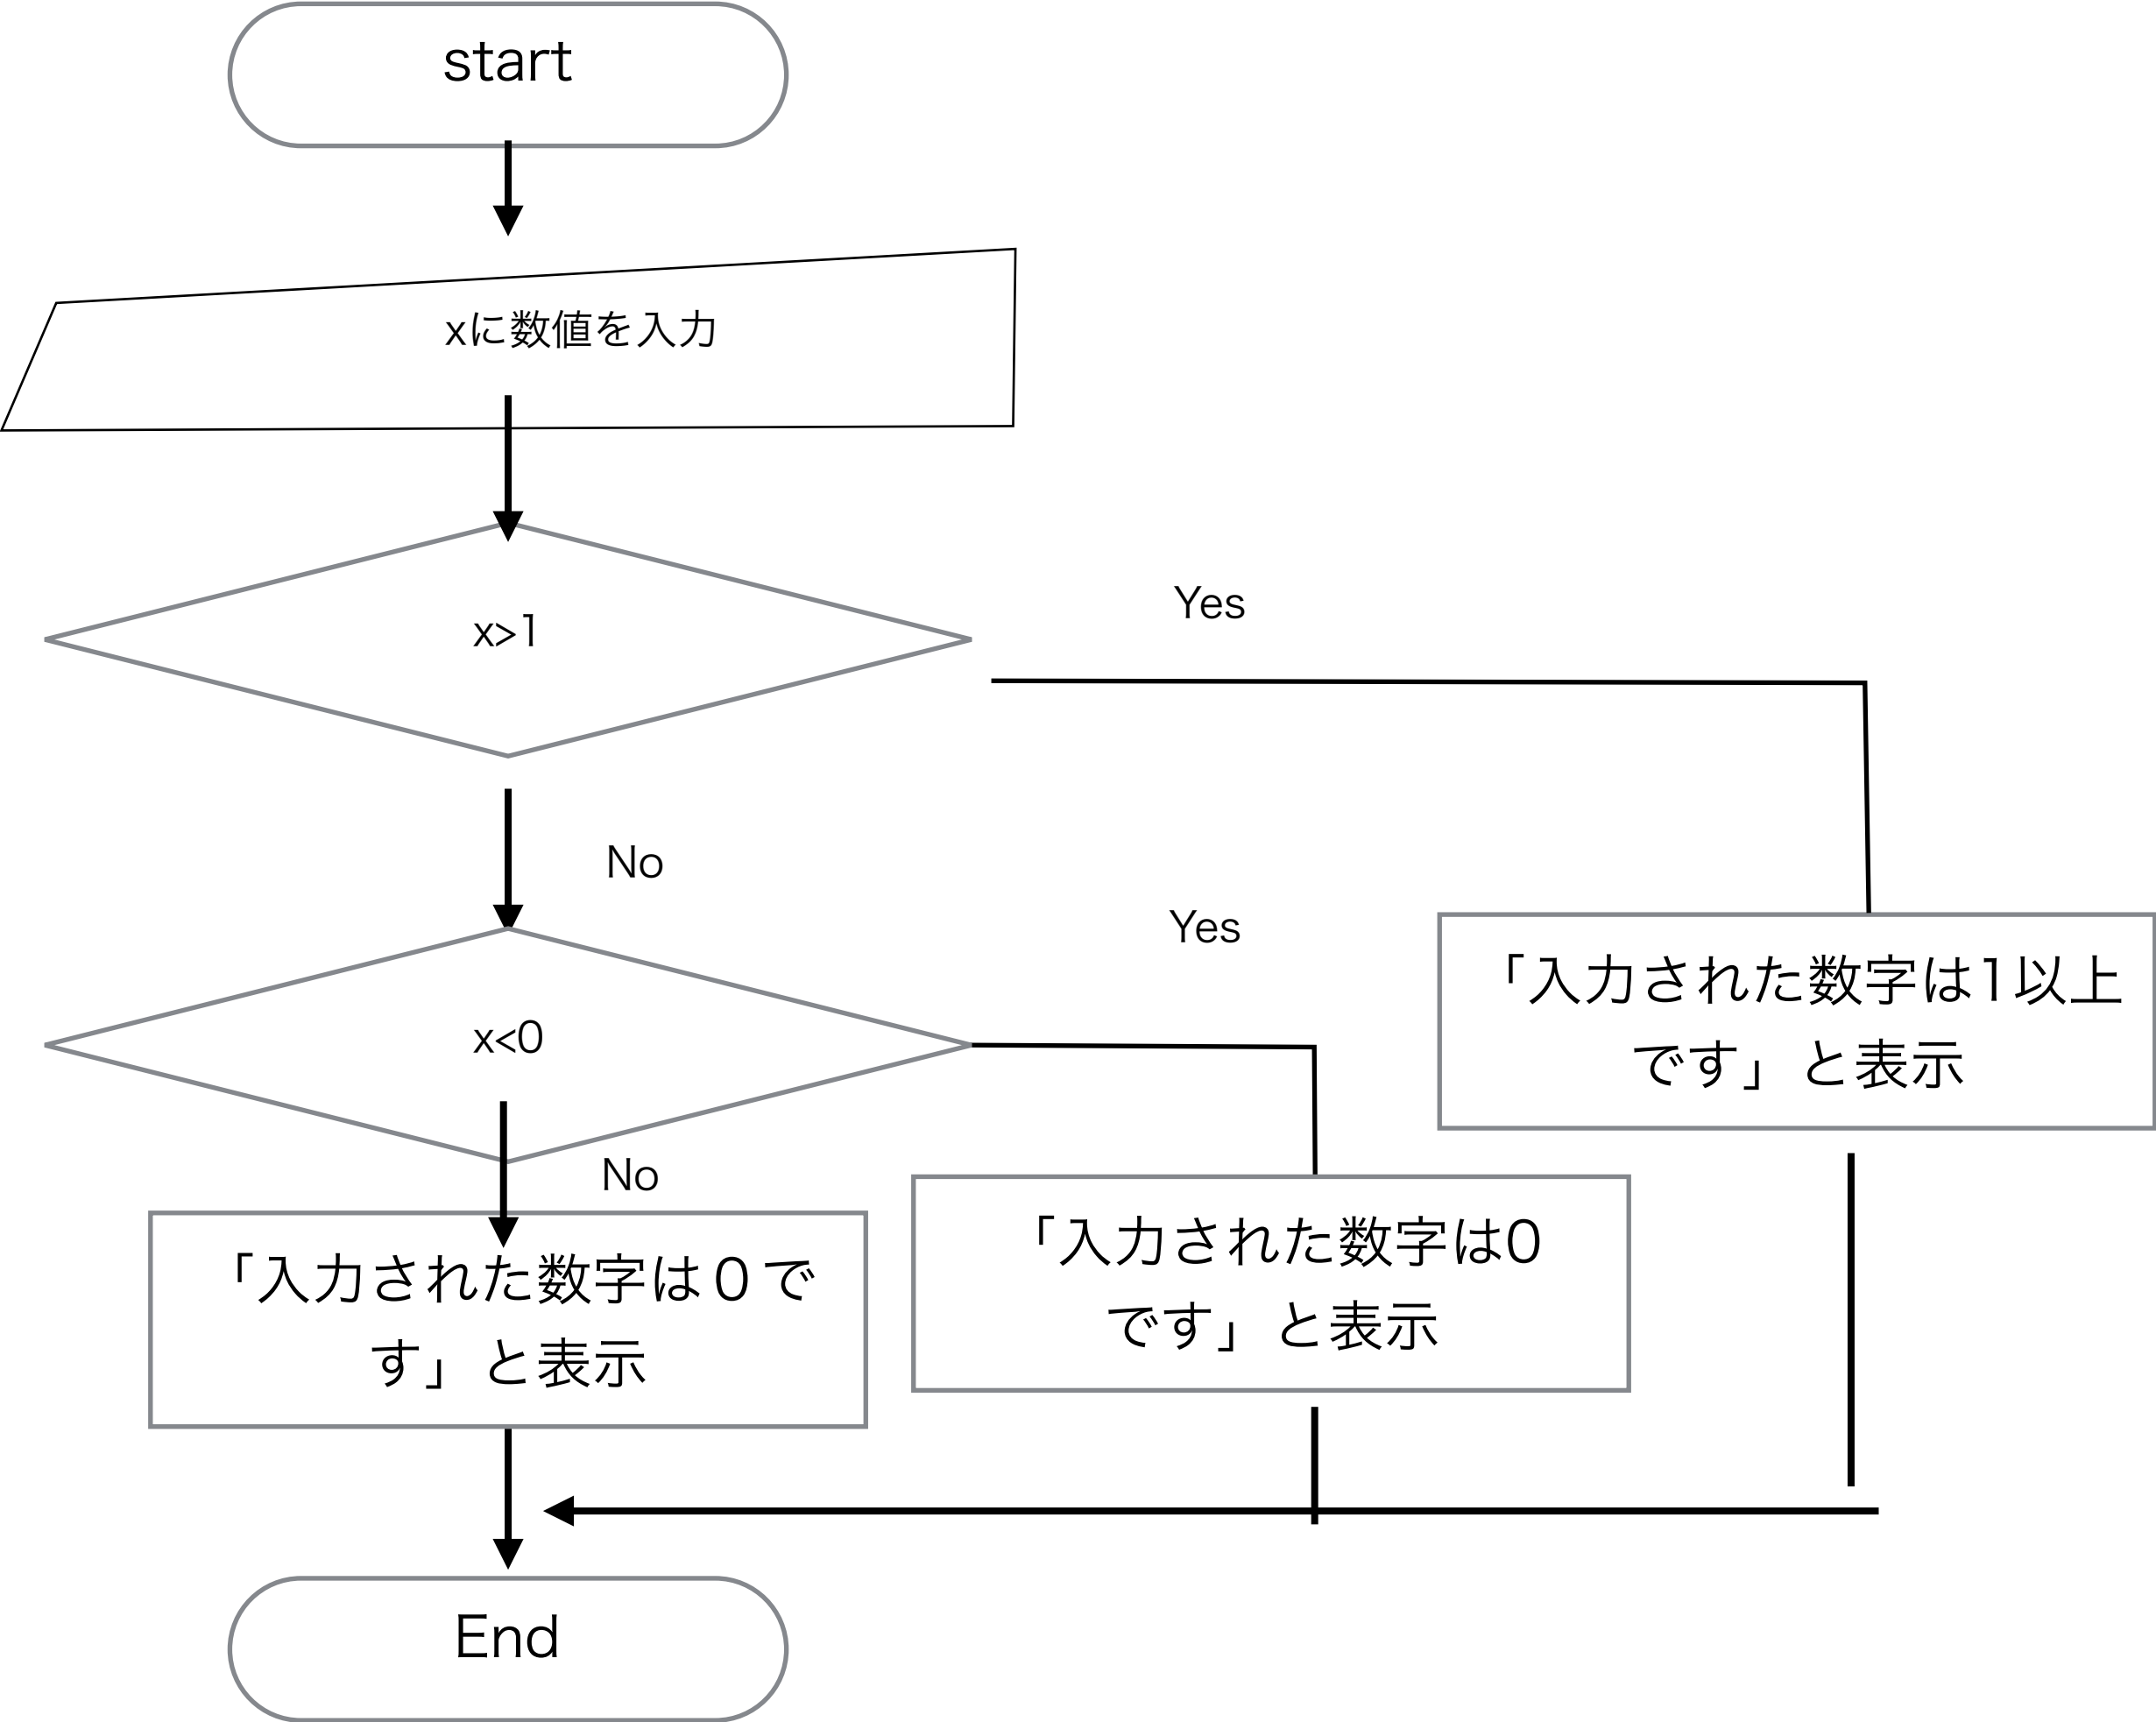 start
xに数値を入力
x>1
Yes
No
Yes
x<0
「入力された数字は1以上
です」と表示
No
「入力された数字は0
です」と表示
「入力された数字は0で
す」と表示
End